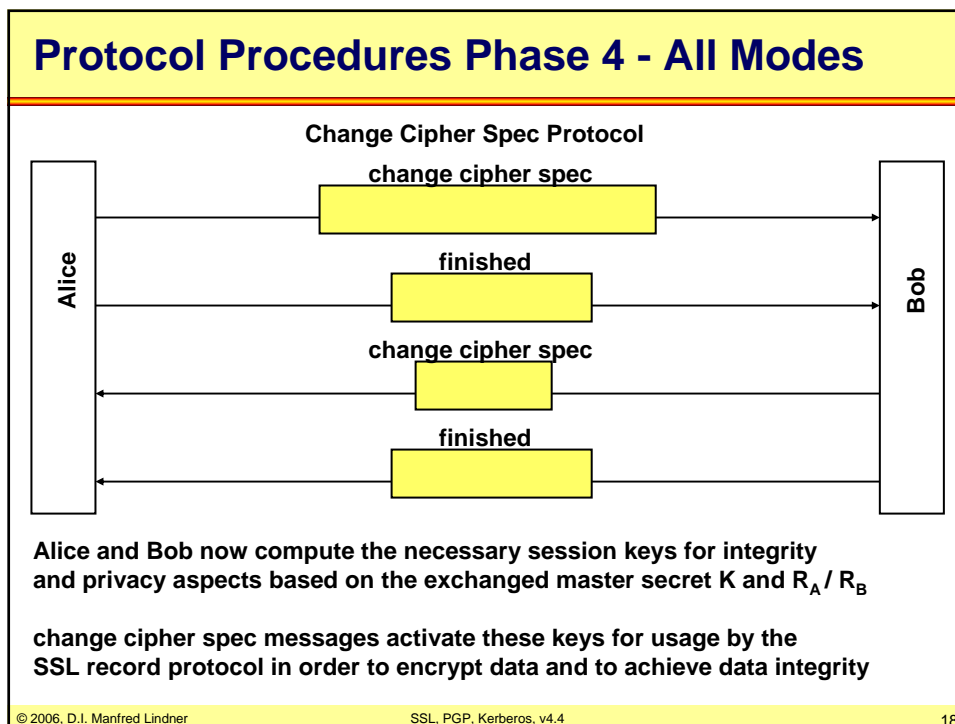 Protocol Procedures Phase 4 - All Modes
Change Cipher Spec Protocol
change cipher spec
Alice
finished
Bob
change cipher spec
finished
Alice and Bob now compute the necessary session keys for integrity
and privacy aspects based on the exchanged master secret K and R_A / R_B
change cipher spec messages activate these keys for usage by the
SSL record protocol in order to encrypt data and to achieve data integrity
© 2006, D.I. Manfred Lindner
SSL, PGP, Kerberos, v4.4
18